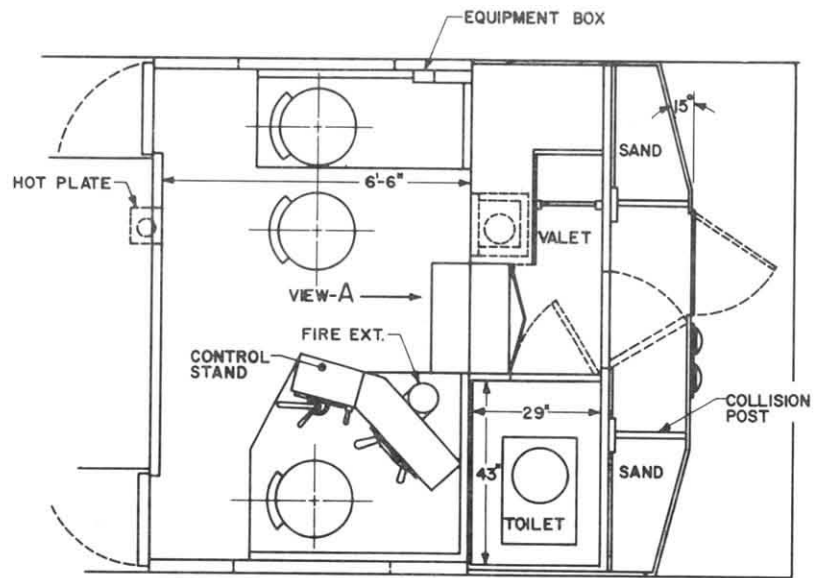 EQUIPMENT BOX
15°
SAND
HOT PLATE
6'-6"
VALET
VIEW-A
FIRE EXT.
CONTROL
STAND
COLLISION
POST
29"
43"
SAND
TOILET